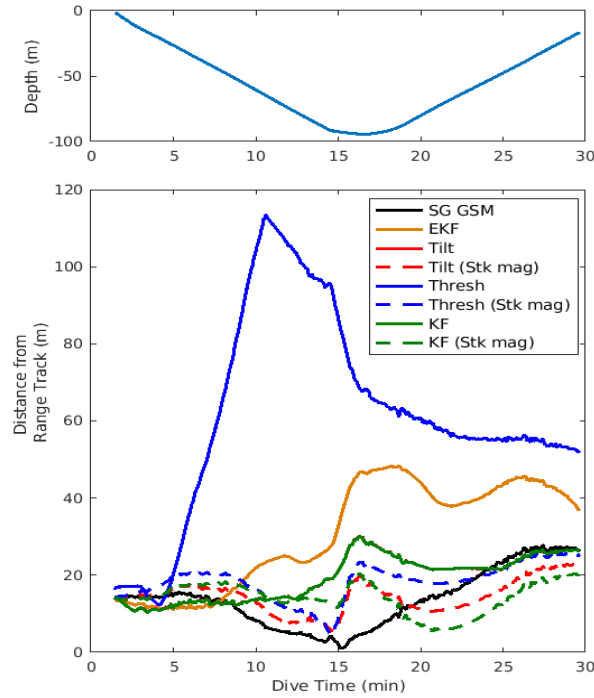 0
-50
-100
Depth (m)
0 5 10 15 20 25 30
120
100
80
60
40
20
0
Distance from
Range Track (m)
SG GSM
EKF
Tilt
Tilt (Stk mag)
Thresh
Thresh (Stk mag)
KF
KF (Stk mag)
0 5 10 15 20 25 30
Dive Time (min)